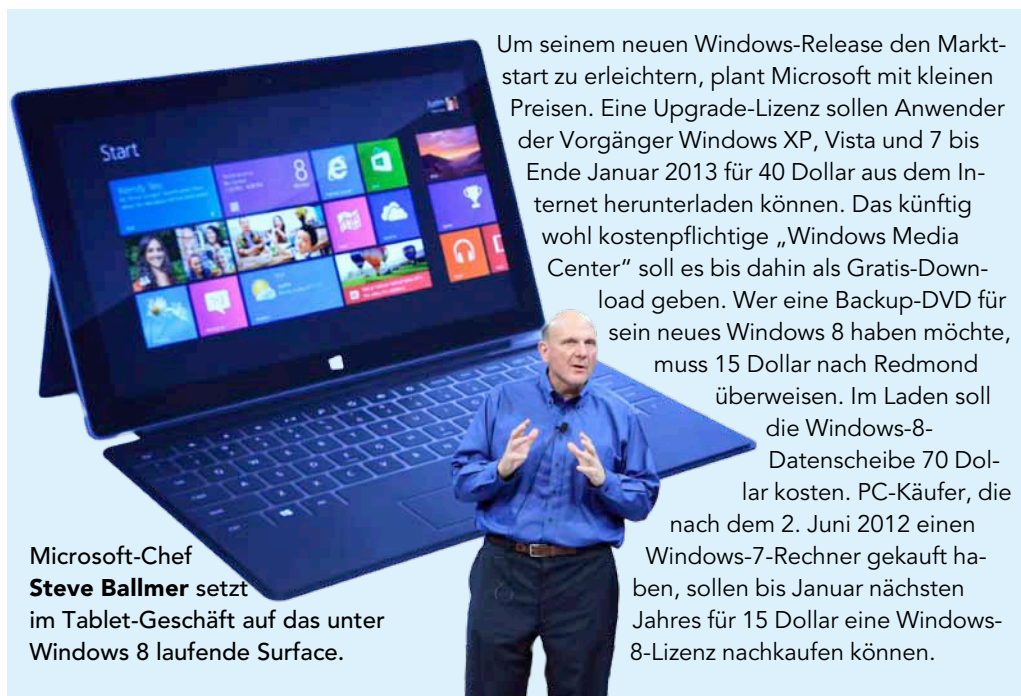 Um seinem neuen Windows-Release den Markt-
start zu erleichtern, plant Microsoft mit kleinen
Preisen. Eine Upgrade-Lizenz sollen Anwender
der Vorgänger Windows XP, Vista und 7 bis
Ende Januar 2013 für 40 Dollar aus dem In-
ternet herunterladen können. Das künftig
wohl kostenpflichtige „Windows Media
Center“ soll es bis dahin als Gratis-Down-
load geben. Wer eine Backup-DVD für
sein neues Windows 8 haben möchte,
muss 15 Dollar nach Redmond
überweisen. Im Laden soll
die Windows-8-
Datenscheibe 70 Dol-
lar kosten. PC-Käufer, die
nach dem 2. Juni 2012 einen
Windows-7-Rechner gekauft ha-
ben, sollen bis Januar nächsten
Jahres für 15 Dollar eine Windows-
8-Lizenz nachkaufen können.
Start
8
Microsoft-Chef
Steve Ballmer setzt
im Tablet-Geschäft auf das unter
Windows 8 laufende Surface.